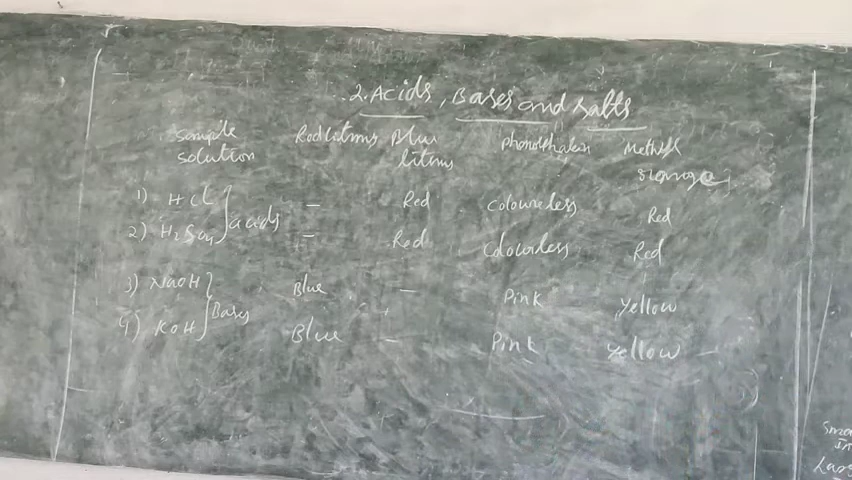 2. Acids, Bases and Salts
Sample solution Red litmus Blue litmus phenolphthalein Methyl orange
1) HCl } acids - Red Colourless Red
2) H2SO4 - Red Colourless Red
3) NaOH } Bases Blue - Pink Yellow
4) KOH Blue - Pink Yellow